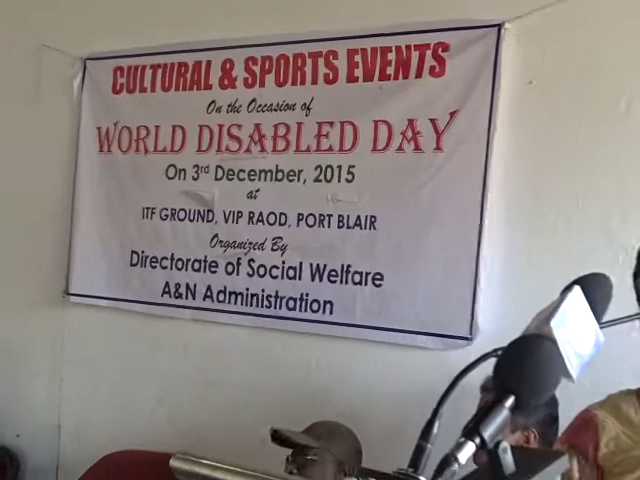 CULTURAL & SPORTS EVENTS
On the Occasion of
WORLD DISABLED DAY
On 3rd December, 2015
at
ITF GROUND, VIP RAOD, PORT BLAIR
Organized By
Directorate of Social Welfare
A&N Administration